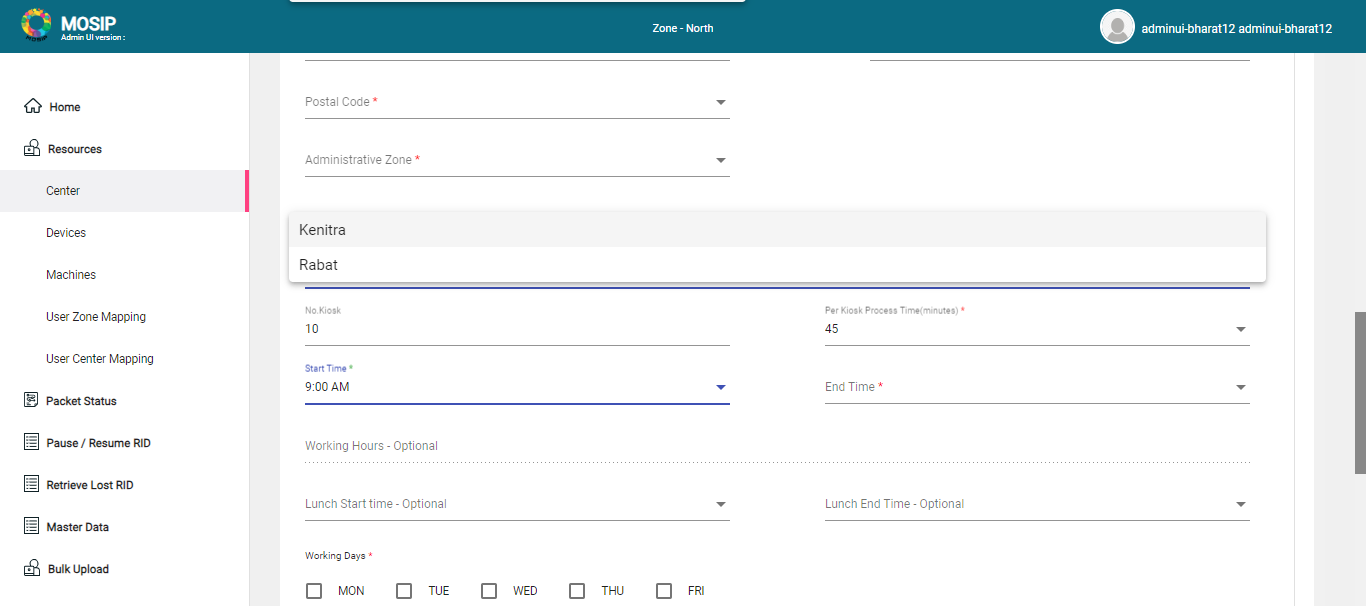 MOSIP
Admin UI version :
Zone - North
adminui-bharat12 adminui-bharat12
Home
Resources
Center
Devices
Machines
User Zone Mapping
User Center Mapping
Packet Status
Pause / Resume RID
Retrieve Lost RID
Master Data
Bulk Upload
Postal Code *
Administrative Zone *
Kenitra
Rabat
No.Kiosk
10
Per Kiosk Process Time(minutes) *
45
Start Time *
9:00 AM
End Time *
Working Hours - Optional
Lunch Start time - Optional
Lunch End Time - Optional
Working Days *
MON TUE WED THU FRI